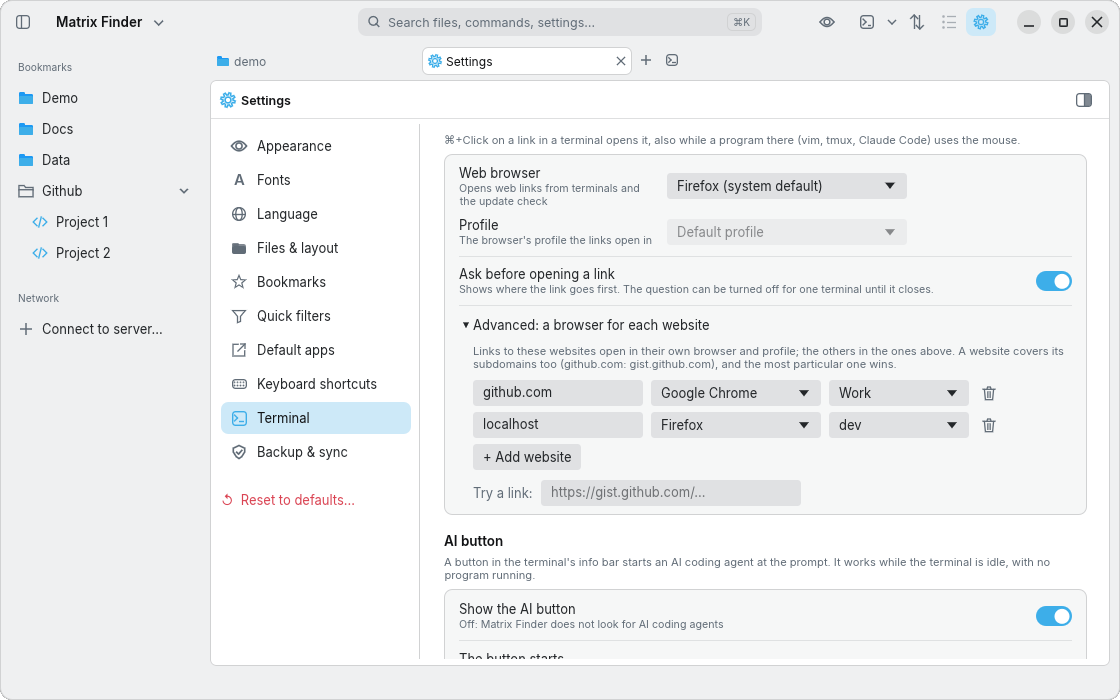 Matrix Finder
Search files, commands, settings...
⌘K
Bookmarks
Demo
Docs
Data
Github
Project 1
Project 2
Network
Connect to server...
demo
Settings
Settings
Appearance
Fonts
Language
Files & layout
Bookmarks
Quick filters
Default apps
Keyboard shortcuts
Terminal
Backup & sync
Reset to defaults...
⌘+Click on a link in a terminal opens it, also while a program there (vim, tmux, Claude Code) uses the mouse.
Web browser
Opens web links from terminals and
the update check
Firefox (system default)
Profile
The browser's profile the links open in
Default profile
Ask before opening a link
Shows where the link goes first. The question can be turned off for one terminal until it closes.
Advanced: a browser for each website
Links to these websites open in their own browser and profile; the others in the ones above. A website covers its
subdomains too (github.com: gist.github.com), and the most particular one wins.
github.com Google Chrome Work
localhost Firefox dev
+ Add website
Try a link: https://gist.github.com/...
AI button
A button in the terminal's info bar starts an AI coding agent at the prompt. It works while the terminal is idle, with no
program running.
Show the AI button
Off: Matrix Finder does not look for AI coding agents
The button starts